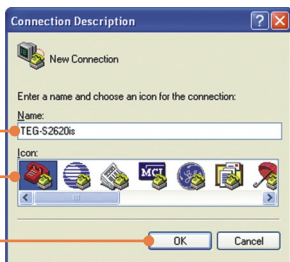 Connection Description
New Connection
Enter a name and choose an icon for the connection:
Name:
TEG-S2620is
Icon:
MCI
OK Cancel